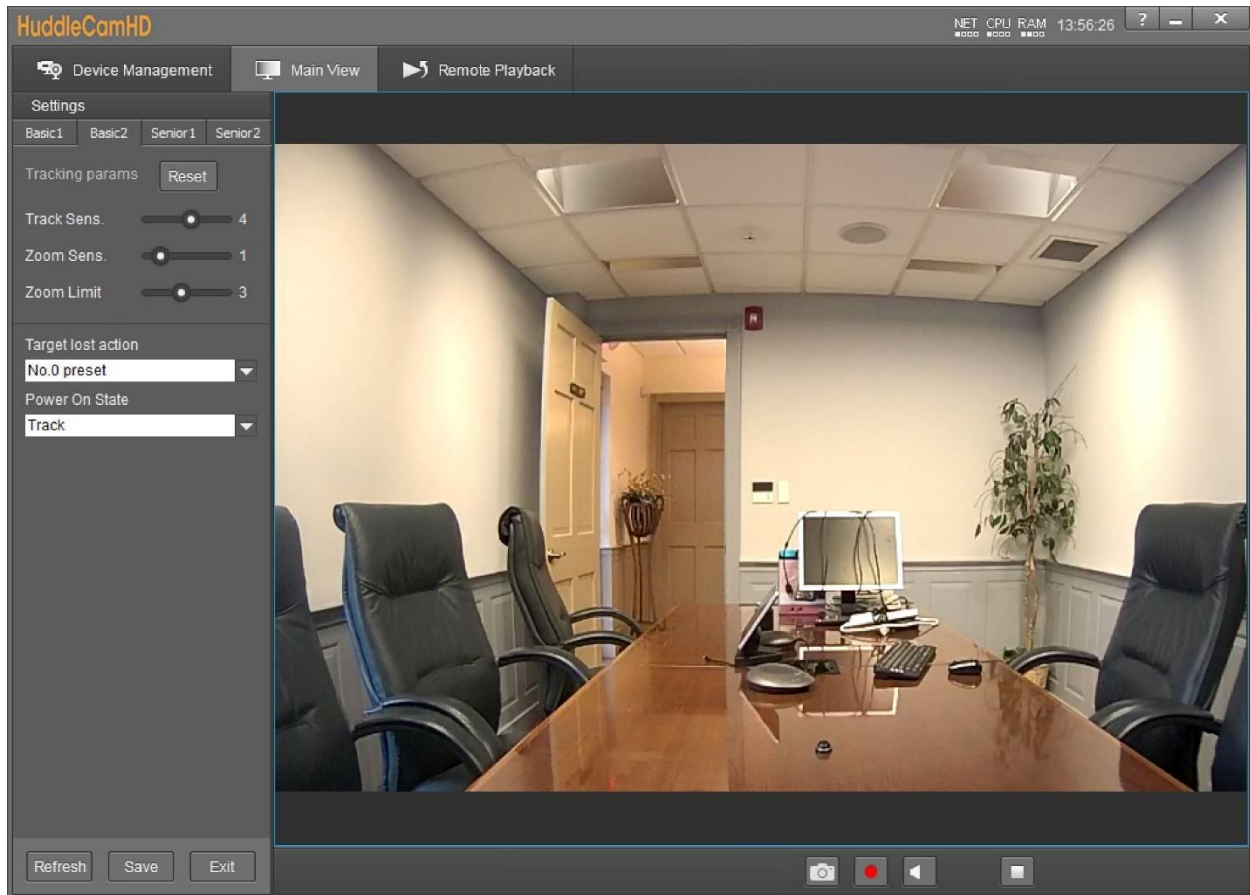 HuddleCamHD
NET CPU RAM 13:56:26 ?
Device Management Main View Remote Playback
Settings
Basic1 Basic2 Senior1 Senior2
Tracking params Reset
Track Sens. 4
Zoom Sens. 1
Zoom Limit 3
Target lost action
No.0 preset
Power On State
Track
Refresh Save Exit